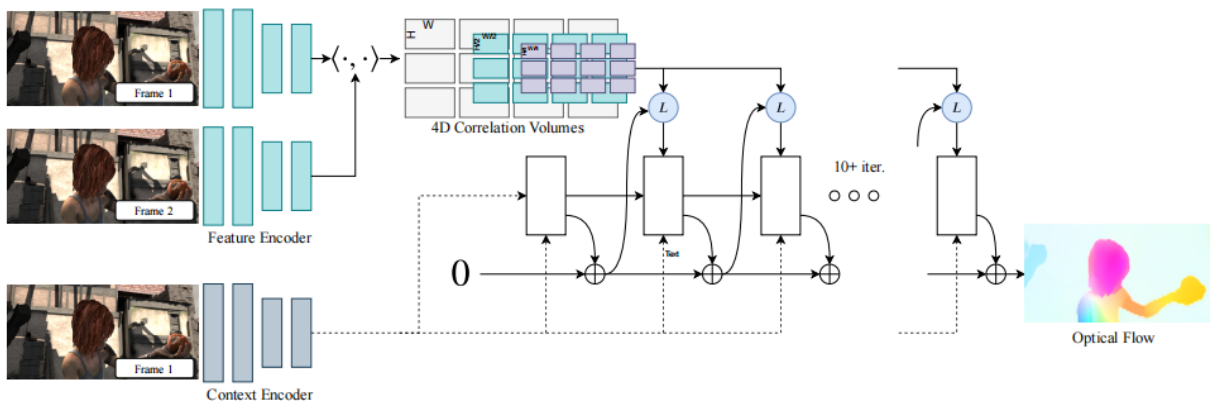 Frame 1
Frame 2
Feature Encoder
Frame 1
Context Encoder
⟨·, ·⟩
H
W
H/2
W/2
4D Correlation Volumes
L
L
L
10+ iter.
0
Text
Optical Flow